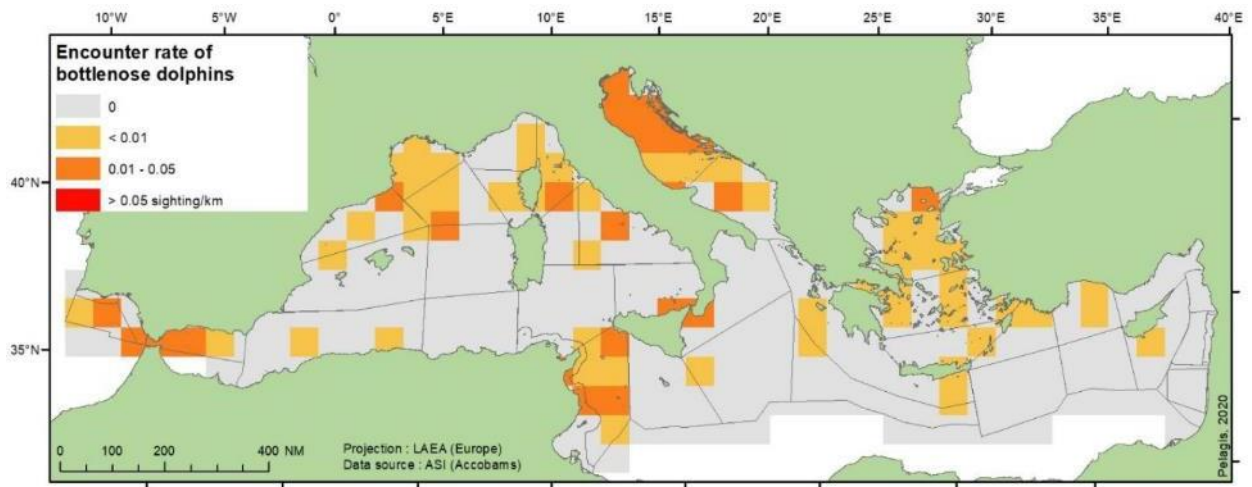 10°W 5°W 0°E 5°E 10°E 15°E 20°E 25°E 30°E 35°E 40°E
Encounter rate of
bottlenose dolphins
0
< 0.01
0.01 - 0.05
> 0.05 sighting/km
40°N
35°N
0 100 200 400 NM
Projection : LAEA (Europe)
Data source : ASI (Accobams)
Pelagis, 2020